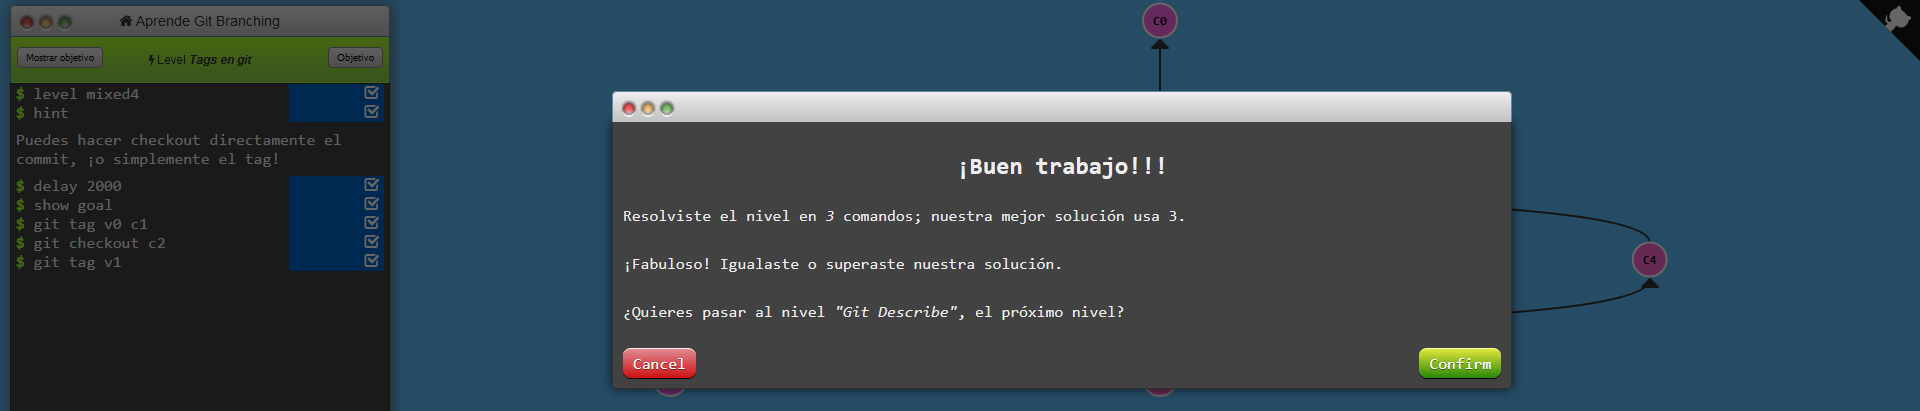 Aprende Git Branching
Mostrar objetivo
Level Tags en git
Objetivo
$ level mixed4
$ hint
Puedes hacer checkout directamente el
commit, ¡o simplemente el tag!
$ delay 2000
$ show goal
$ git tag v0 c1
$ git checkout c2
$ git tag v1
C0
¡Buen trabajo!!!
Resolviste el nivel en 3 comandos; nuestra mejor solución usa 3.
¡Fabuloso! Igualaste o superaste nuestra solución.
¿Quieres pasar al nivel "Git Describe", el próximo nivel?
Cancel
Confirm
C4